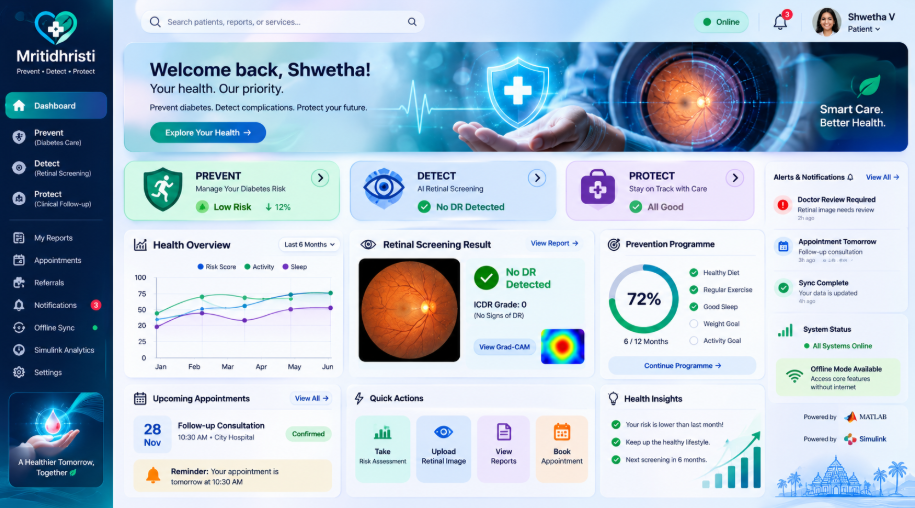 Mritidhristi
Prevent • Detect • Protect
Dashboard
Prevent
(Diabetes Care)
Detect
(Retinal Screening)
Protect
(Clinical Follow-up)
My Reports
Appointments
Referrals
Notifications 3
Offline Sync
Simulink Analytics
Settings
A Healthier Tomorrow,
Together
Search patients, reports, or services...
Online
3
Shwetha V
Patient
Welcome back, Shwetha!
Your health. Our priority.
Prevent diabetes. Detect complications. Protect your future.
Explore Your Health →
Smart Care.
Better Health.
PREVENT
Manage Your Diabetes Risk
Low Risk ↓ 12%
DETECT
AI Retinal Screening
No DR Detected
PROTECT
Stay on Track with Care
All Good
Health Overview
Last 6 Months
Risk Score Activity Sleep
100
75
50
20
25
0
Jan Feb Mar Apr May Jun
Retinal Screening Result
View Report →
No DR
Detected
ICDR Grade: 0
(No Signs of DR)
View Grad-CAM
Prevention Programme
72%
6 / 12 Months
Healthy Diet
Regular Exercise
Good Sleep
Weight Goal
Activity Goal
Continue Programme →
Alerts & Notifications
View All →
Doctor Review Required
Retinal image needs review
2h ago
Appointment Tomorrow
Follow-up consultation
3h ago
Sync Complete
Your data is updated
4h ago
System Status
All Systems Online
Offline Mode Available
Access core features
without internet
Powered by MATLAB
Powered by Simulink
Upcoming Appointments
View All →
28
Nov
Follow-up Consultation
10:30 AM • City Hospital
Confirmed
Reminder: Your appointment is
tomorrow at 10:30 AM
Quick Actions
Take
Risk Assessment
Upload
Retinal Image
View
Reports
Book
Appointment
Health Insights
Your risk is lower than last month!
Keep up the healthy lifestyle.
Next screening in 6 months.